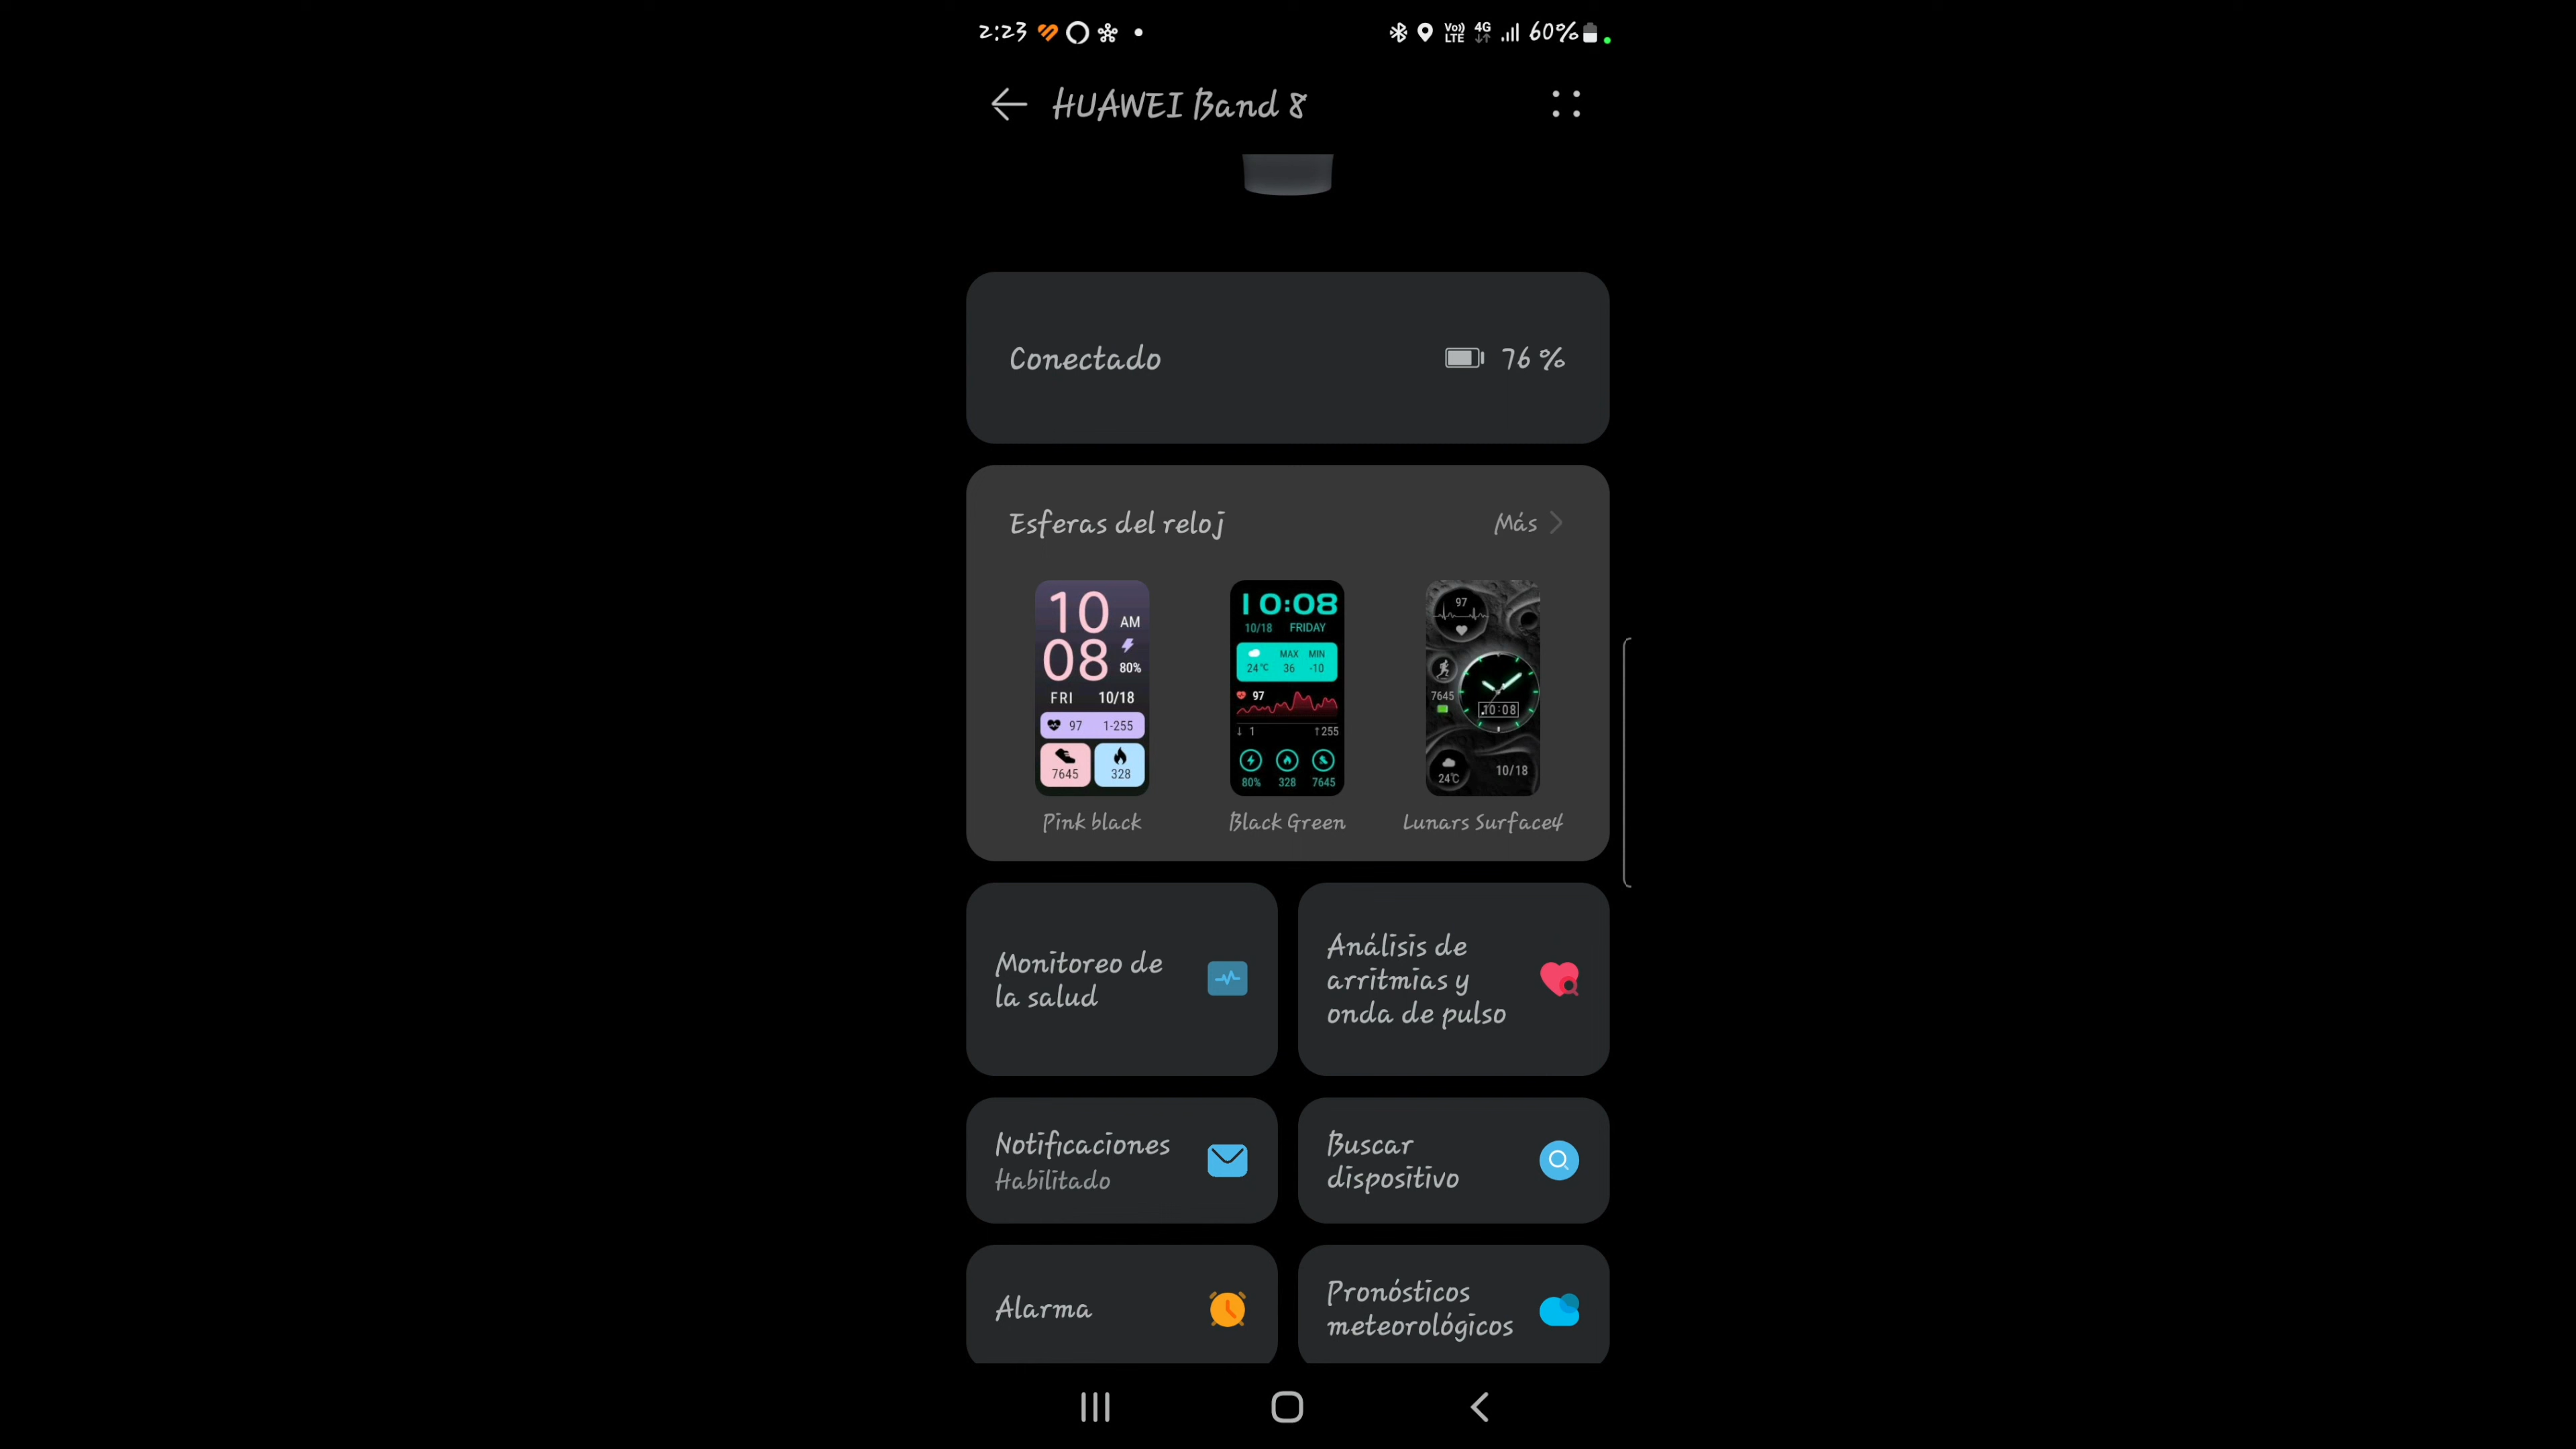 2:23 Vo)) LTE 4G 60%
HUAWEI Band 8
Conectado 76 %
Esferas del reloj Más
10 AM
08 80%
FRI 10/18
97 1-255
7645 328
Pink black
10:08
10/18 FRIDAY
MAX MIN
24°C 36 -10
97
↓ 1 ↑255
80% 328 7645
Black Green
97
7645
10:08
24°C 10/18
Lunars Surface4
Monitoreo de
la salud
Análisis de
arritmias y
onda de pulso
Notificaciones
Habilitado
Buscar
dispositivo
Alarma
Pronósticos
meteorológicos